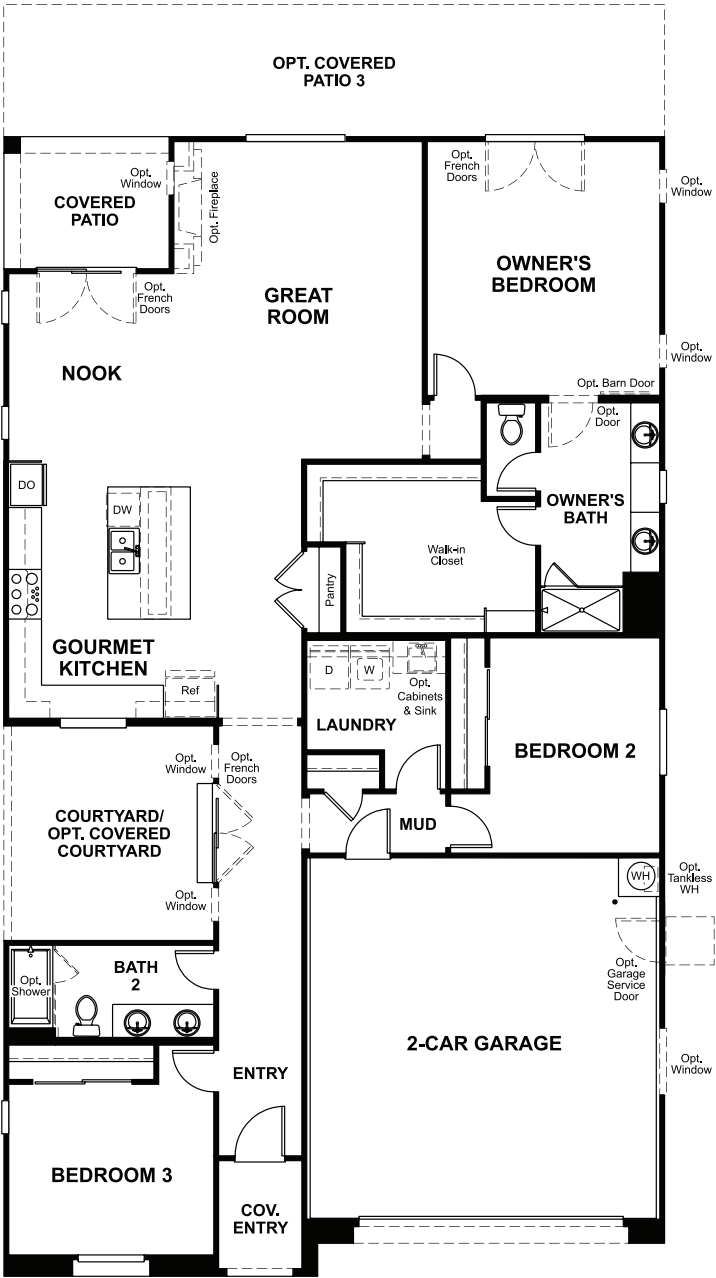 OPT. COVERED
PATIO 3
Opt.
Window
COVERED
PATIO
Opt. Fireplace
Opt.
French
Doors
Opt.
Window
OWNER'S
BEDROOM
GREAT
ROOM
Opt.
French
Doors
NOOK
Opt.
Window
Opt. Barn Door
Opt.
Door
DO
DW
OWNER'S
BATH
Walk-in
Closet
Pantry
GOURMET
KITCHEN
Ref
D
W
Opt.
Cabinets
& Sink
LAUNDRY
BEDROOM 2
Opt.
Window
Opt.
French
Doors
COURTYARD/
OPT. COVERED
COURTYARD
MUD
Opt.
Window
WH
Opt.
Tankless
WH
Opt.
Shower
BATH
2
Opt.
Garage
Service
Door
2-CAR GARAGE
Opt.
Window
ENTRY
BEDROOM 3
COV.
ENTRY